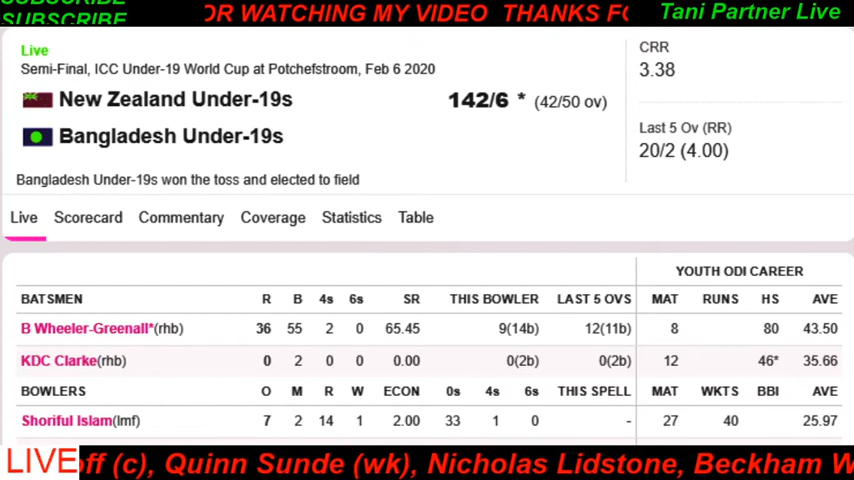 SUBSCRIBE
SUBSCRIBE
OR WATCHING MY VIDEO THANKS FO
Tani Partner Live
Live
Semi-Final, ICC Under-19 World Cup at Potchefstroom, Feb 6 2020
New Zealand Under-19s 142/6 * (42/50 ov)
Bangladesh Under-19s
Bangladesh Under-19s won the toss and elected to field
CRR
3.38
Last 5 Ov (RR)
20/2 (4.00)
Live Scorecard Commentary Coverage Statistics Table
YOUTH ODI CAREER
BATSMEN R B 4s 6s SR THIS BOWLER LAST 5 OVS MAT RUNS HS AVE
B Wheeler-Greenall*(rhb) 36 55 2 0 65.45 9(14b) 12(11b) 8 80 43.50
KDC Clarke(rhb) 0 2 0 0 0.00 0(2b) 0(2b) 12 46* 35.66
BOWLERS O M R W ECON 0s 4s 6s THIS SPELL MAT WKTS BBI AVE
Shoriful Islam(lmf) 7 2 14 1 2.00 33 1 0 - 27 40 25.97
LIVE off (c), Quinn Sunde (wk), Nicholas Lidstone, Beckham W